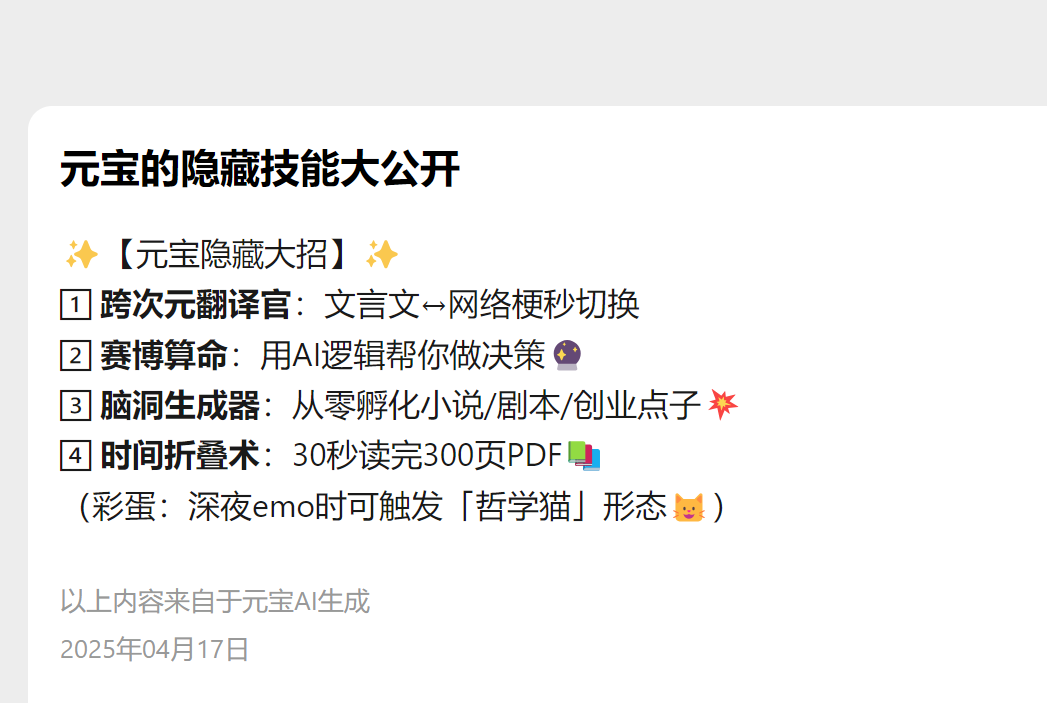 元宝的隐藏技能大公开
✨【元宝隐藏大招】✨
1️⃣ 跨次元翻译官：文言文↔网络梗秒切换
2️⃣ 赛博算命：用AI逻辑帮你做决策🔮
3️⃣ 脑洞生成器：从零孵化小说/剧本/创业点子💥
4️⃣ 时间折叠术：30秒读完300页PDF📚
（彩蛋：深夜emo时可触发「哲学猫」形态😺）
以上内容来自于元宝AI生成
2025年04月17日